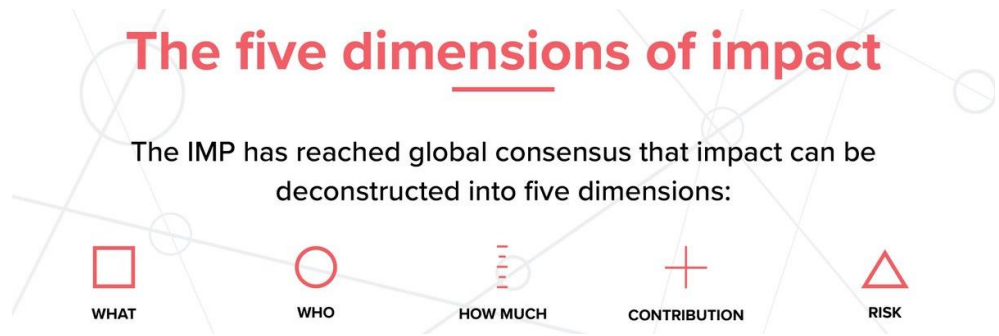 The five dimensions of impact
The IMP has reached global consensus that impact can be
deconstructed into five dimensions:
WHAT
WHO
HOW MUCH
CONTRIBUTION
RISK